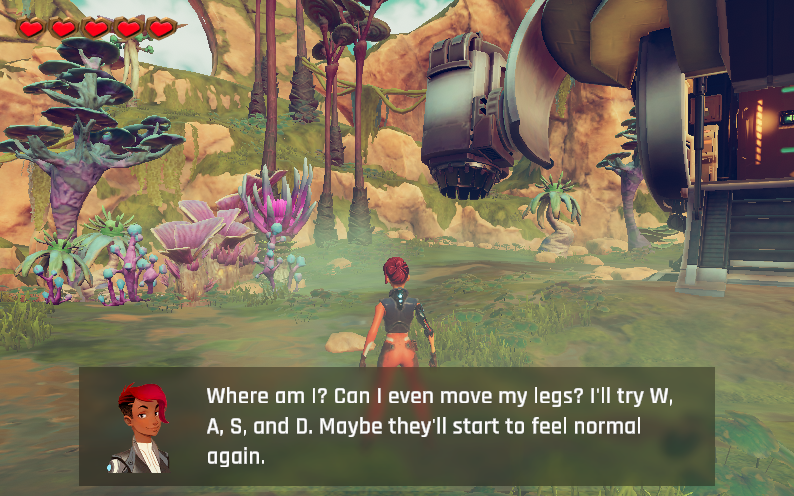 Where am I? Can I even move my legs? I'll try W,
A, S, and D. Maybe they'll start to feel normal
again.